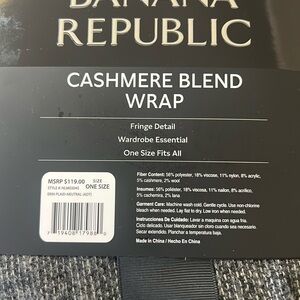 BANANA
REPUBLIC
CASHMERE BLEND
WRAP
Fringe Detail
Wardrobe Essential
One Size Fits All
MSRP $119.00
SIZE
ONE SIZE
Fiber Content: 56% polyester, 18% viscose, 11% nylon, 8% acrylic,
5% cashmere, 2% wool
Insumos: 56% poliester, 18% viscosa, 11% nailon, 8% acrílico,
5% cachemira, 2% lana
Garment Care: Machine wash cold. Gentle cycle. Use non-chlorine
bleach when needed. Lay flat to dry. Low iron when needed.
Instrucciones De Cuidado: Lavar a maquina con agua fria.
Ciclo delicado. Usar blanqueador sin cloro cuando sea necesario.
Secar extendido. Planchar a temperatura baja.
Made in China / Hecho En China